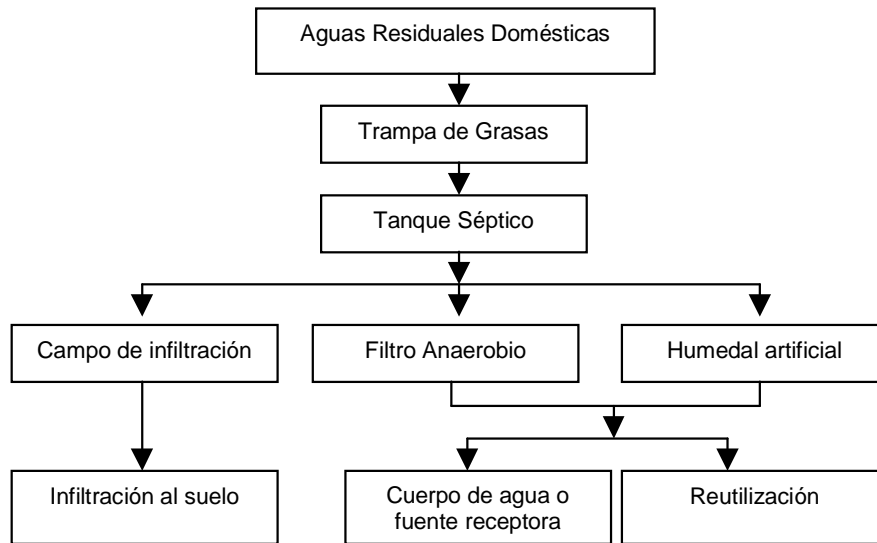 Aguas Residuales Domésticas
Trampa de Grasas
Tanque Séptico
Campo de infiltración
Filtro Anaerobio
Humedal artificial
Infiltración al suelo
Cuerpo de agua o
fuente receptora
Reutilización